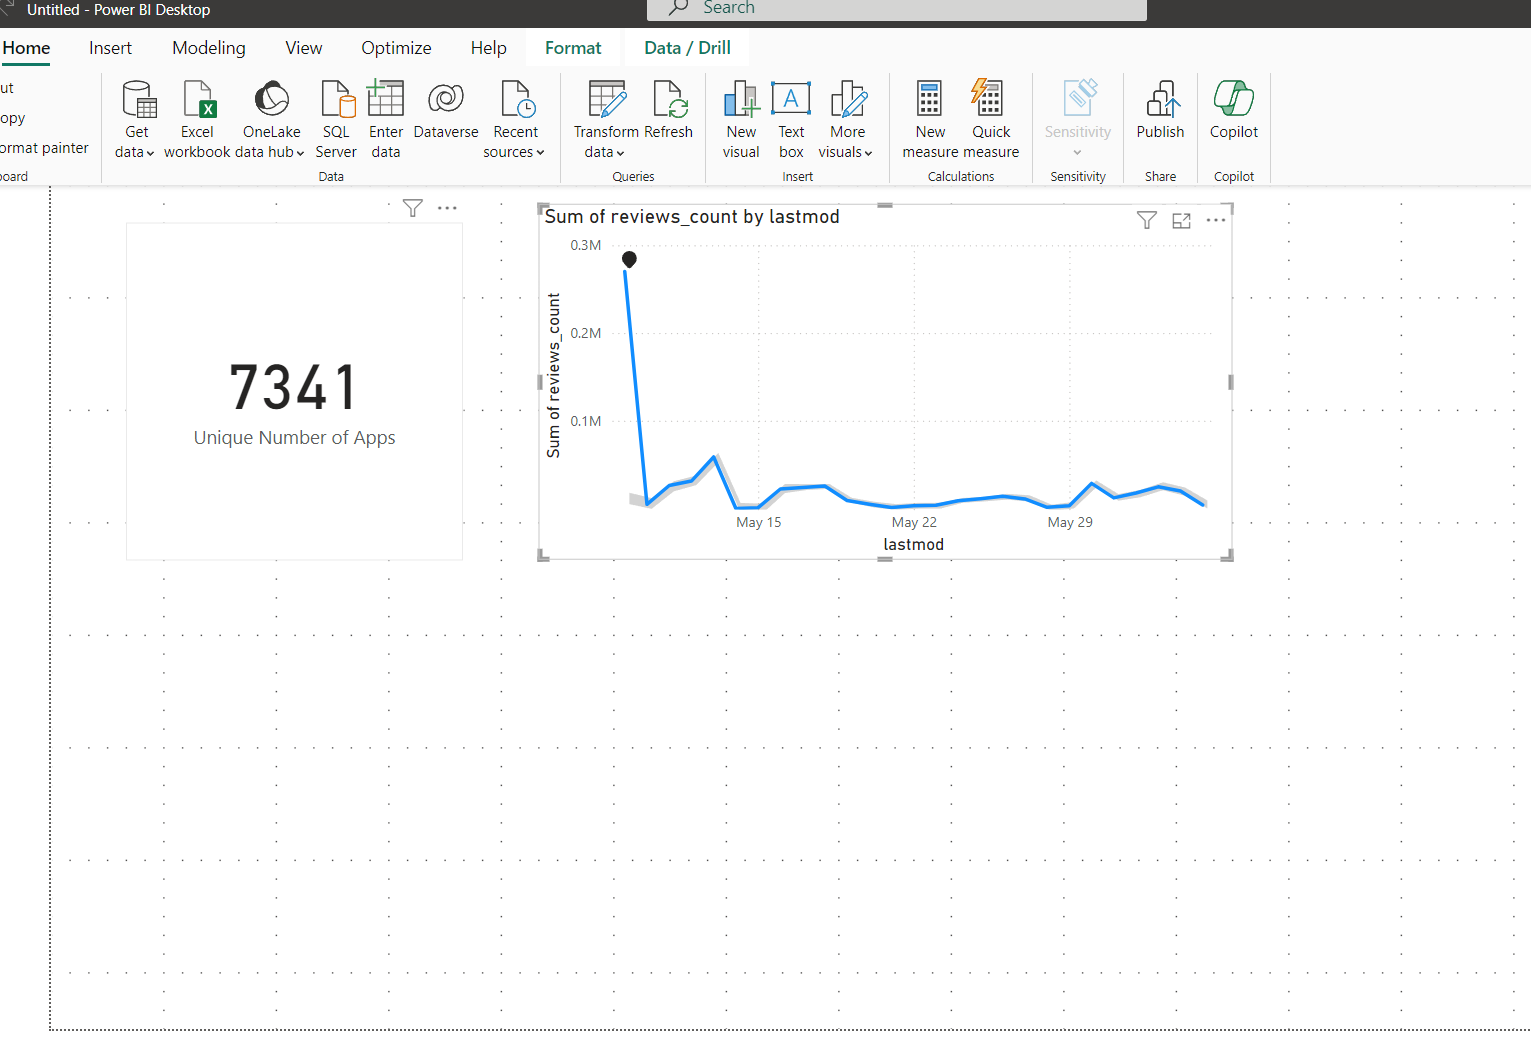 Untitled - Power BI Desktop
Search
Home Insert Modeling View Optimize Help Format Data / Drill
ut
opy
ormat painter
oard
Get data
Excel workbook
OneLake data hub
SQL Server
Enter data
Dataverse
Recent sources
Data
Transform data
Refresh
Queries
New visual
Text box
More visuals
Insert
New measure
Quick measure
Calculations
Sensitivity
Sensitivity
Publish
Share
Copilot
Copilot
7341
Unique Number of Apps
Sum of reviews_count by lastmod
Sum of reviews_count
0.3M
0.2M
0.1M
May 15 May 22 May 29
lastmod